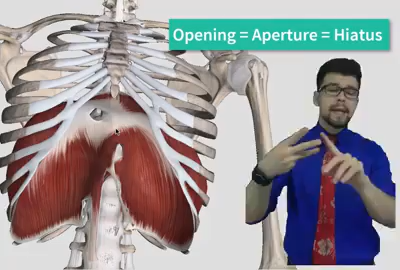 Opening = Aperture = Hiatus